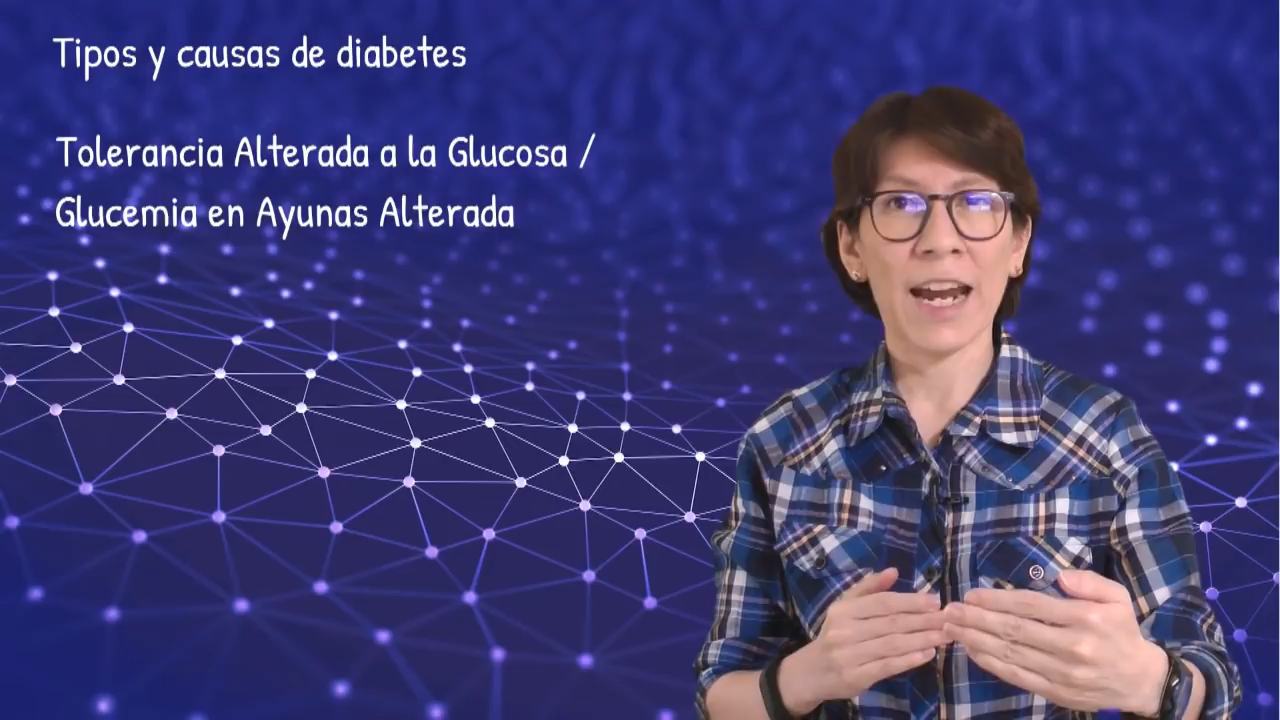 Tipos y causas de diabetes
Tolerancia Alterada a la Glucosa /
Glucemia en Ayunas Alterada